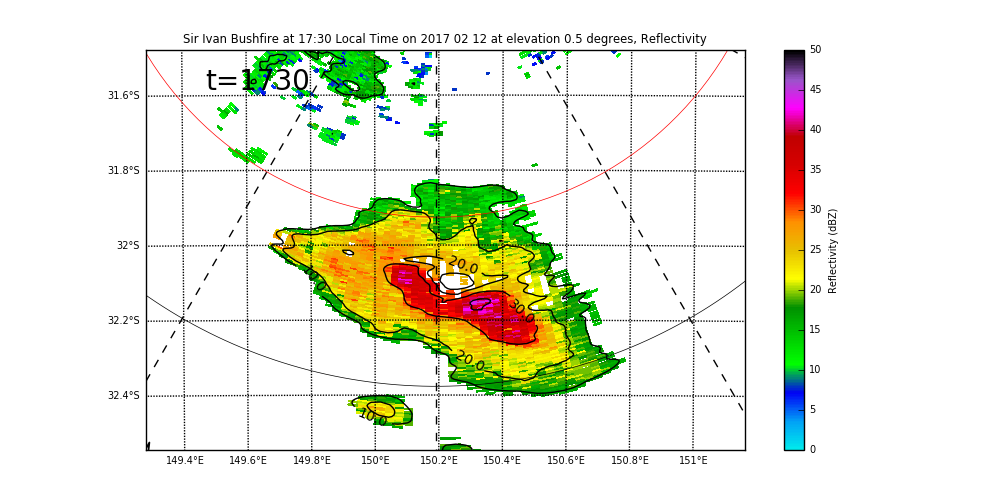 Sir Ivan Bushfire at 17:30 Local Time on 2017 02 12 at elevation 0.5 degrees, Reflectivity
t=1730
31.6°S
31.8°S
32°S
32.2°S
32.4°S
20.0
30.0
20.0
10.0
149.4°E 149.6°E 149.8°E 150°E 150.2°E 150.4°E 150.6°E 150.8°E 151°E
50
45
40
35
30
25
20
15
10
5
0
Reflectivity (dBZ)